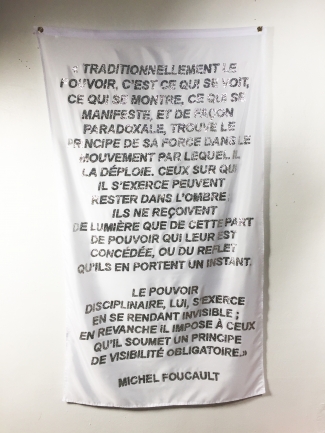 « TRADITIONNELLEMENT LE
POUVOIR, C'EST CE QUI SE VOIT,
CE QUI SE MONTRE, CE QUI SE
MANIFESTE, ET DE FAÇON
PARADOXALE, TROUVE LE
PRINCIPE DE SA FORCE DANS LE
MOUVEMENT PAR LEQUEL IL
LA DÉPLOIE. CEUX SUR QUI
IL S'EXERCE PEUVENT
RESTER DANS L'OMBRE ;
ILS NE REÇOIVENT
DE LUMIÈRE QUE DE CETTE PART
DE POUVOIR QUI LEUR EST
CONCÉDÉE, OU DU REFLET
QU'ILS EN PORTENT UN INSTANT.
LE POUVOIR
DISCIPLINAIRE, LUI, S'EXERCE
EN SE RENDANT INVISIBLE ;
EN REVANCHE IL IMPOSE À CEUX
QU'IL SOUMET UN PRINCIPE
DE VISIBILITÉ OBLIGATOIRE.»
MICHEL FOUCAULT